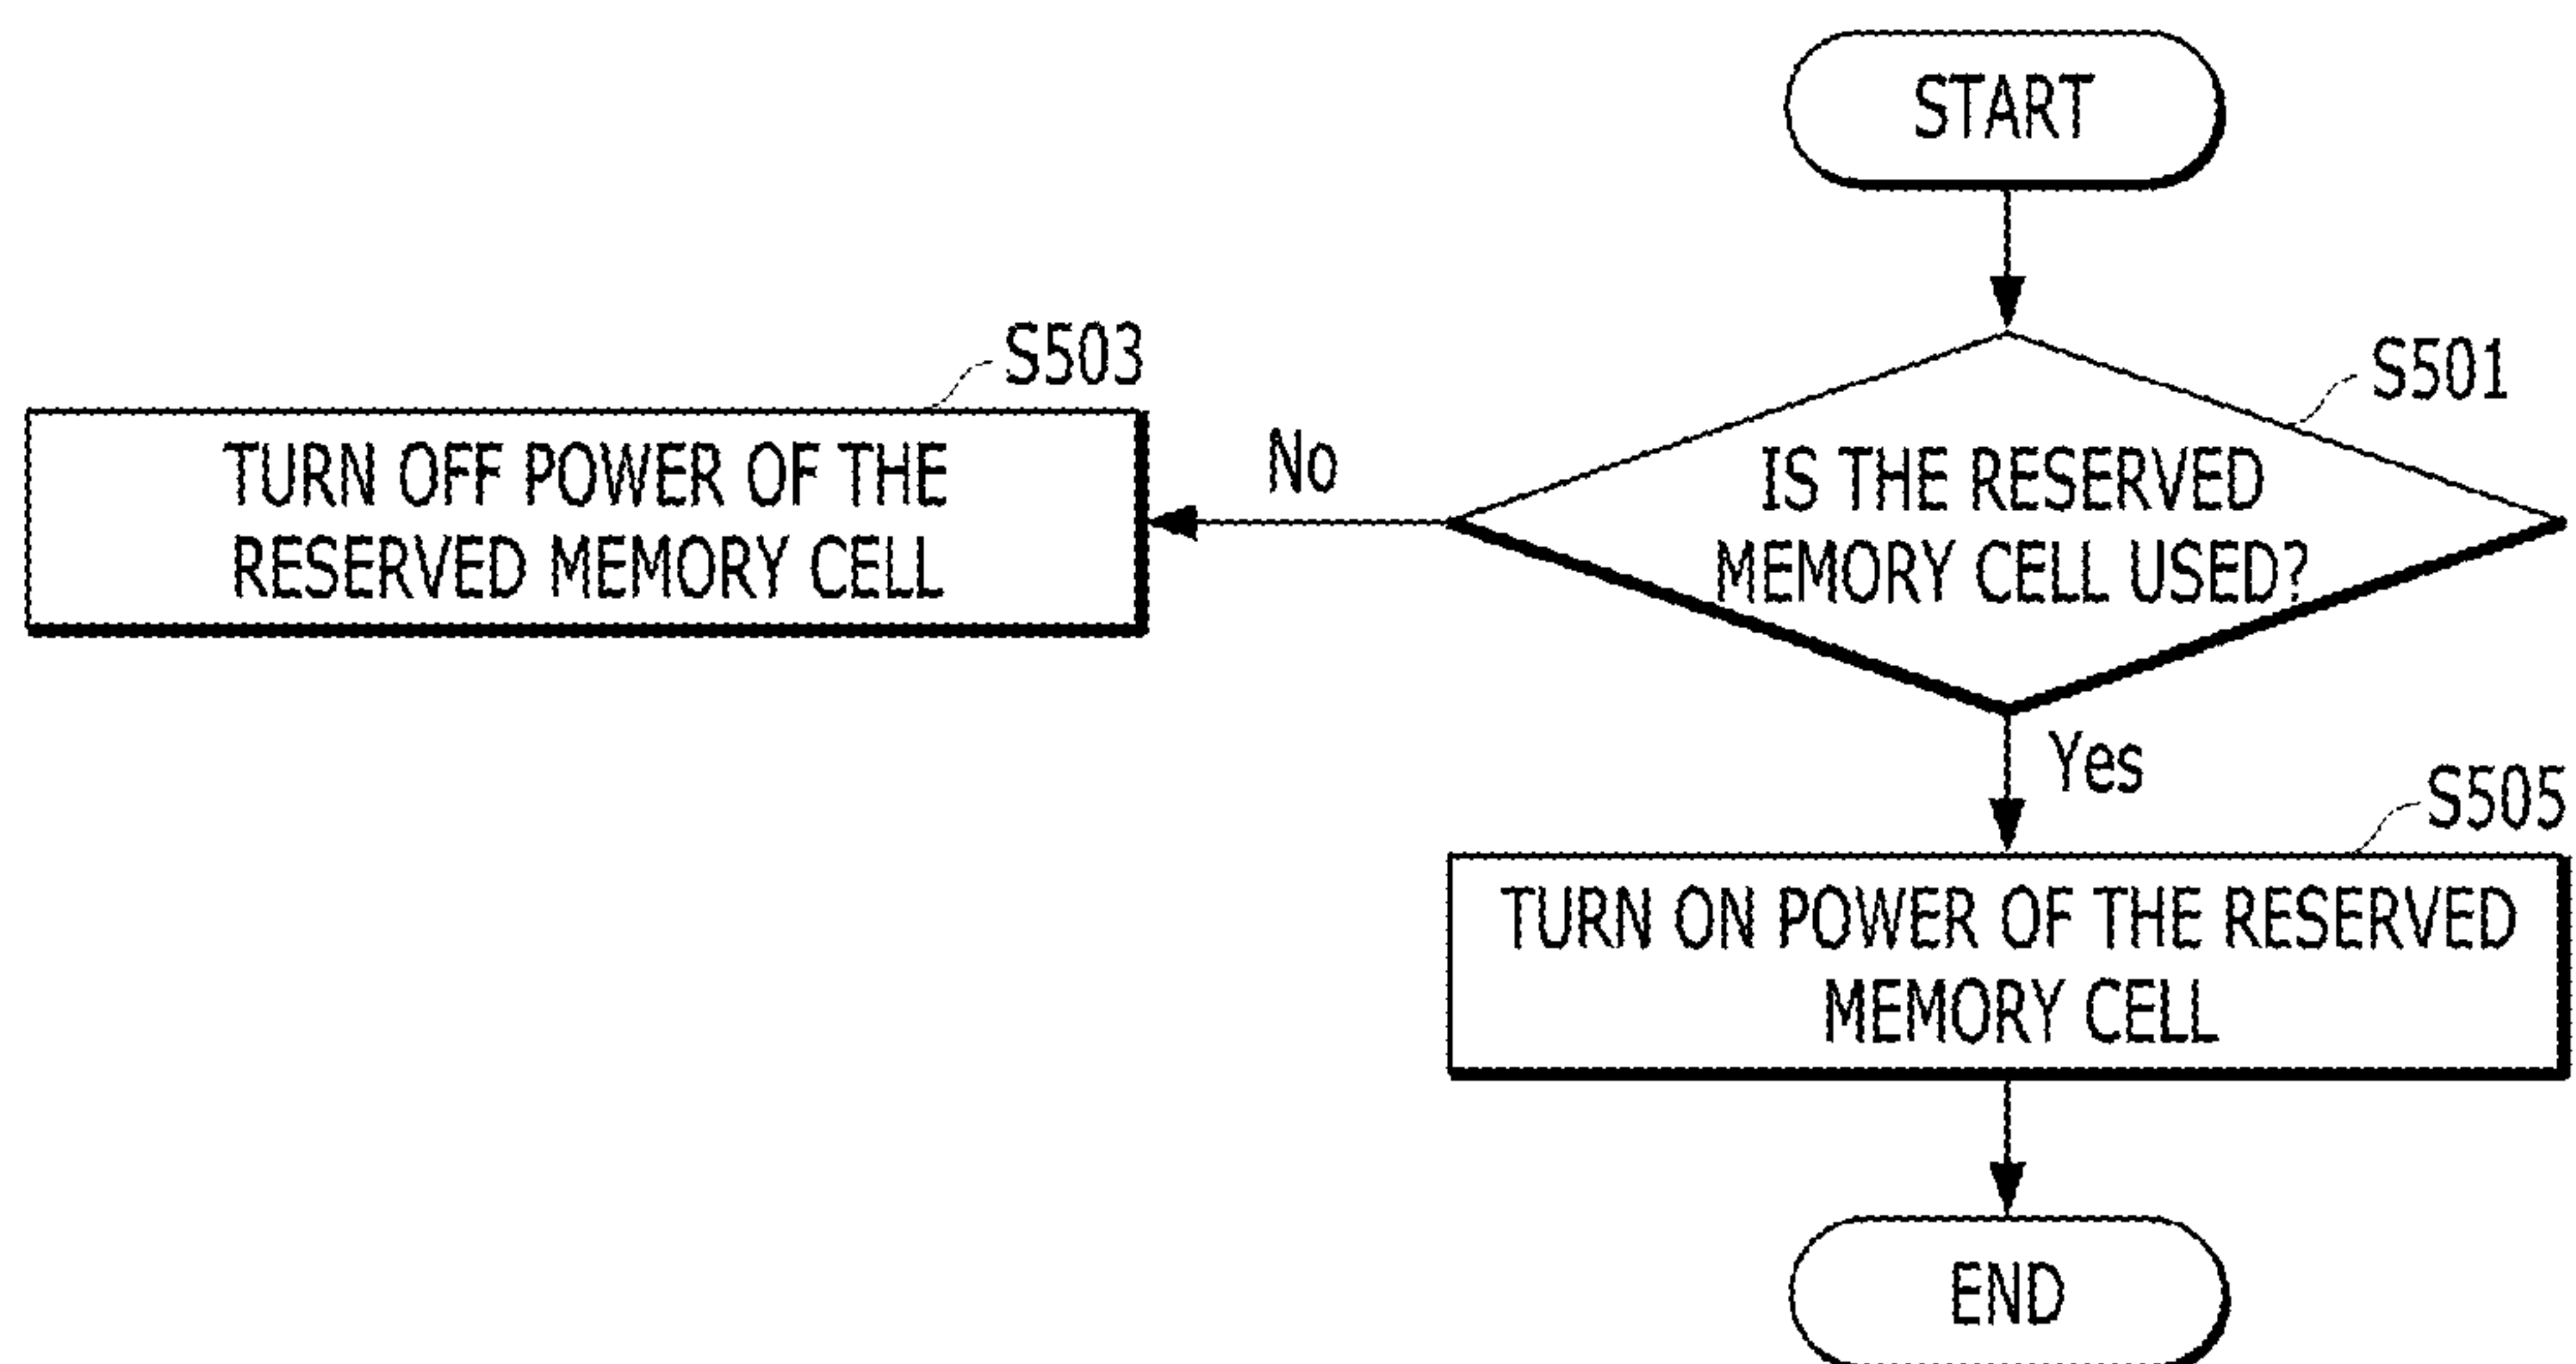 START
S501
IS THE RESERVED
MEMORY CELL USED?
No
S503
TURN OFF POWER OF THE
RESERVED MEMORY CELL
Yes
S505
TURN ON POWER OF THE RESERVED
MEMORY CELL
END